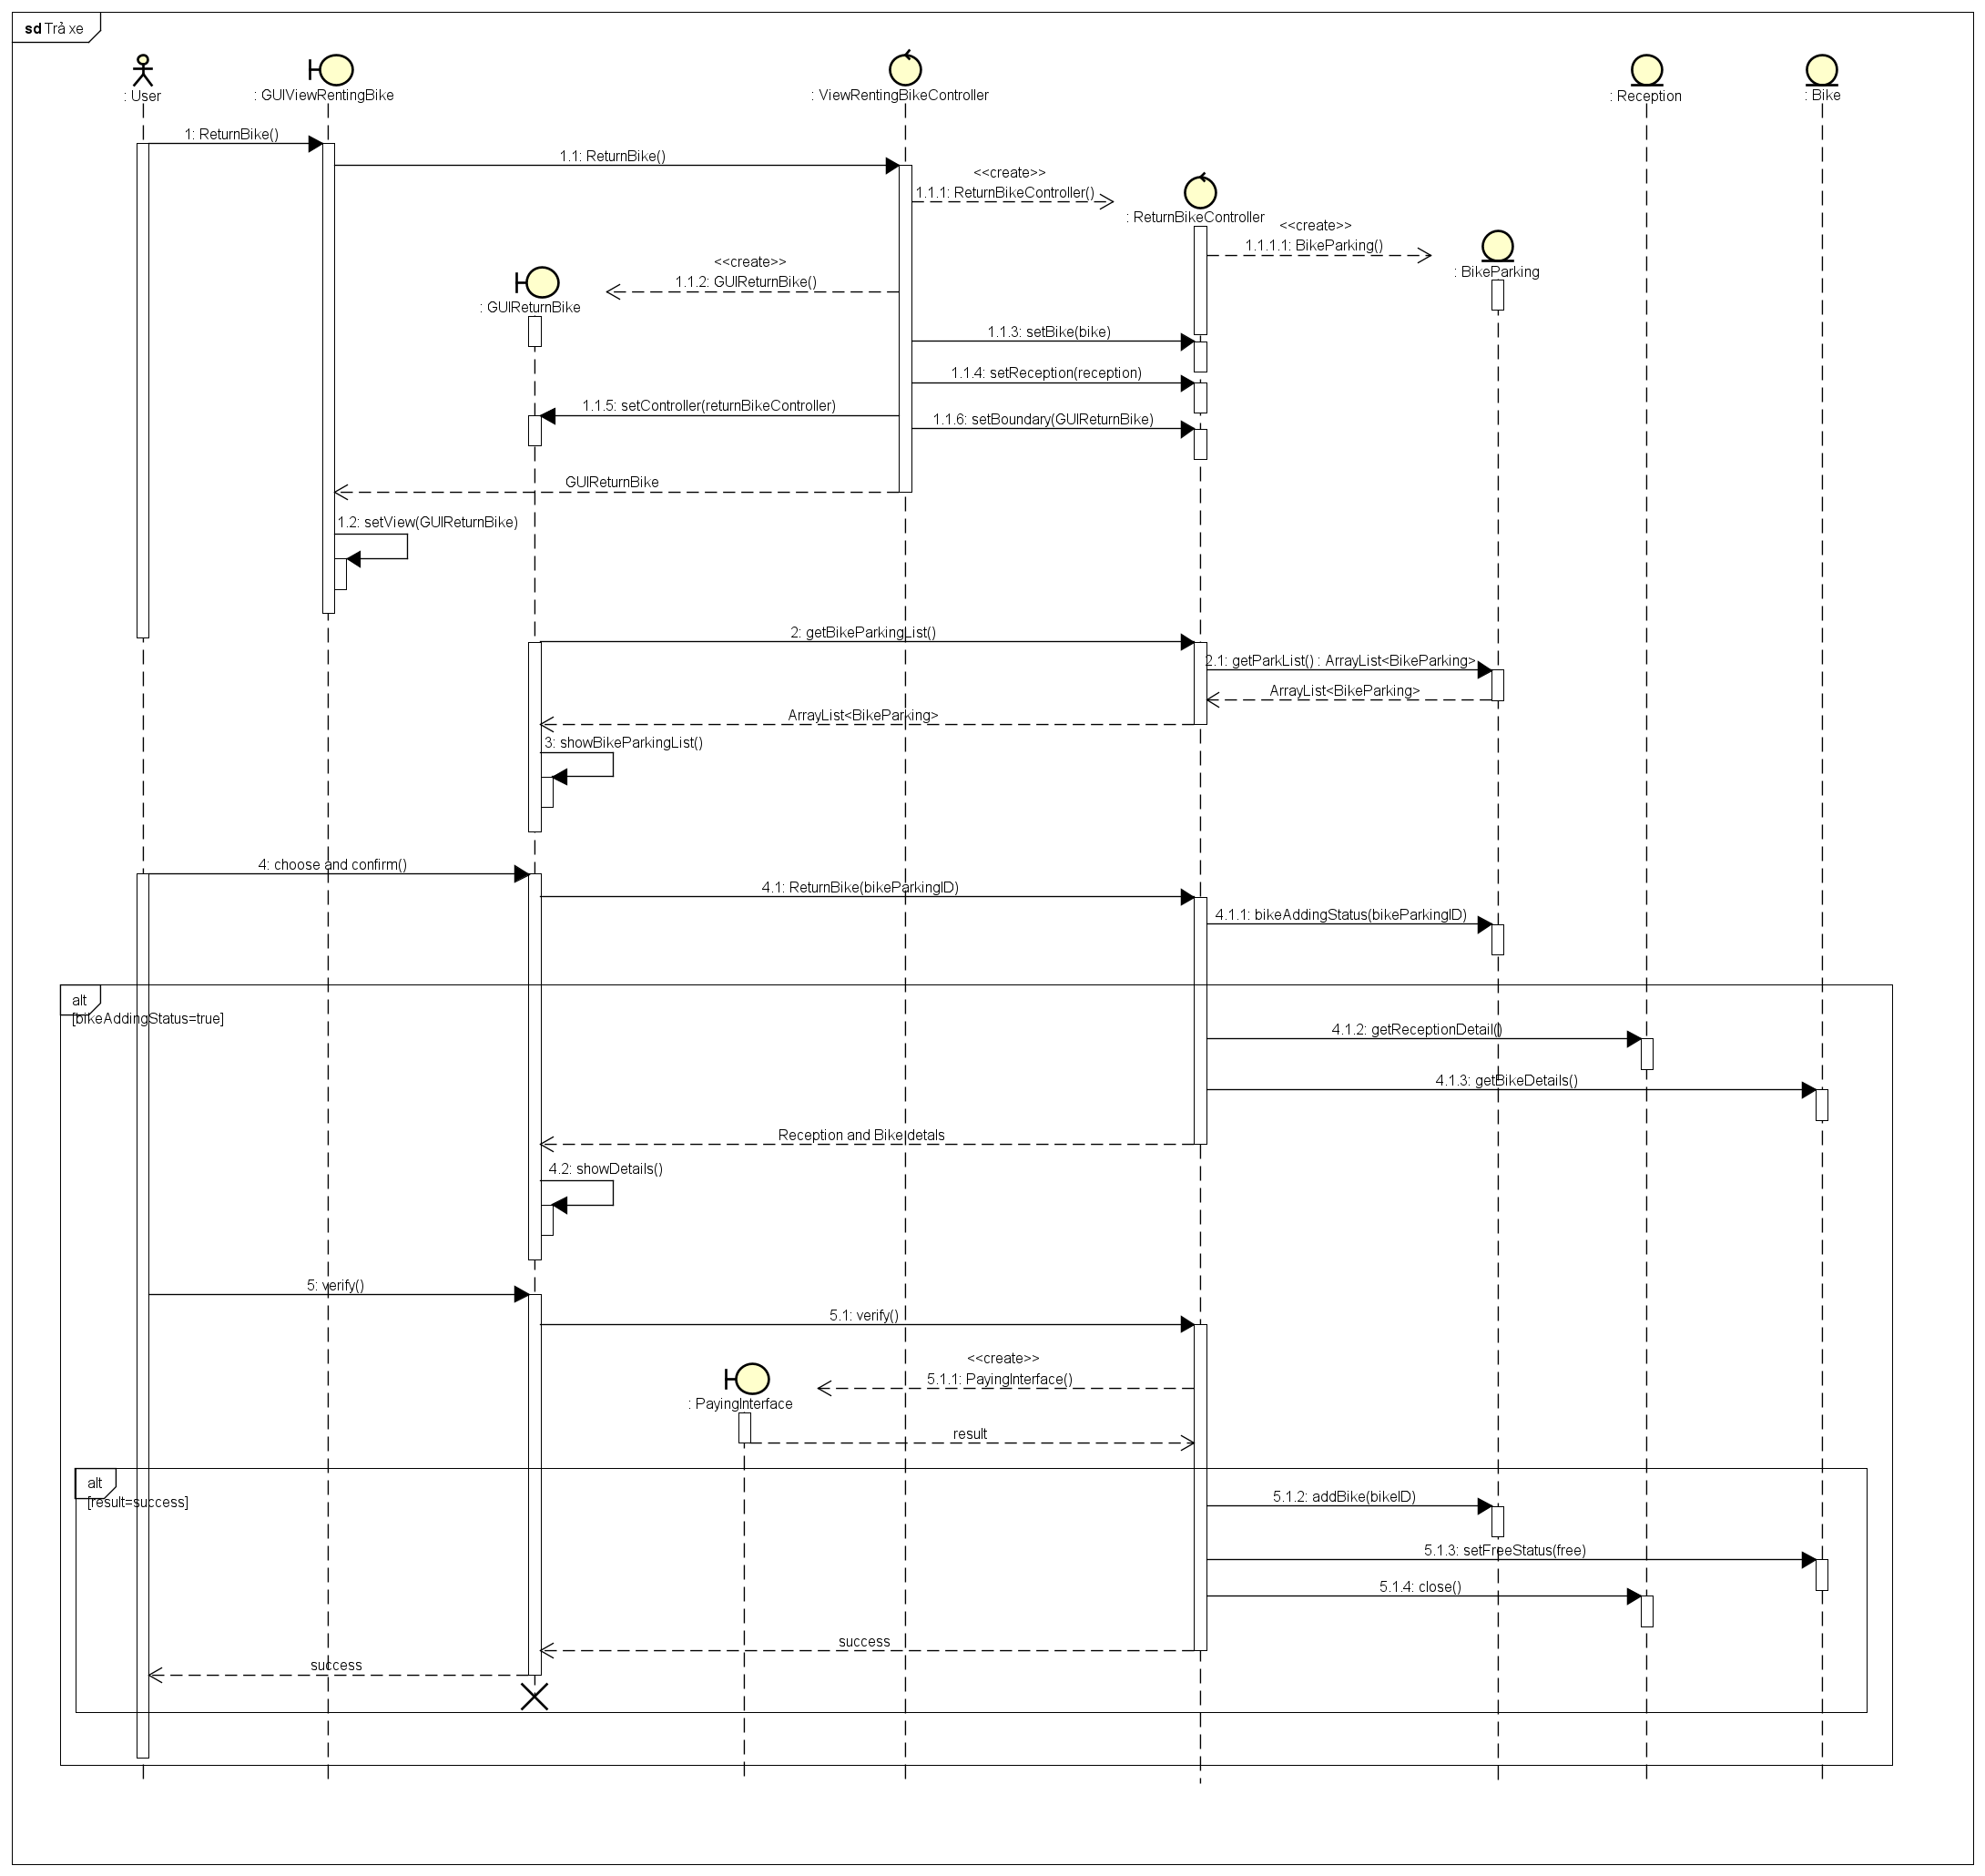 sd Trả xe
: User
: GUIViewRentingBike
: ViewRentingBikeController
: Reception
: Bike
1: ReturnBike()
1.1: ReturnBike()
<<create>>
1.1.1: ReturnBikeController()
: ReturnBikeController
<<create>>
1.1.1.1: BikeParking()
: BikeParking
<<create>>
1.1.2: GUIReturnBike()
: GUIReturnBike
1.1.3: setBike(bike)
1.1.4: setReception(reception)
1.1.5: setController(returnBikeController)
1.1.6: setBoundary(GUIReturnBike)
GUIReturnBike
1.2: setView(GUIReturnBike)
2: getBikeParkingList()
2.1: getParkList() : ArrayList<BikeParking>
ArrayList<BikeParking>
ArrayList<BikeParking>
3: showBikeParkingList()
4: choose and confirm()
4.1: ReturnBike(bikeParkingID)
4.1.1: bikeAddingStatus(bikeParkingID)
alt
[bikeAddingStatus=true]
4.1.2: getReceptionDetail()
4.1.3: getBikeDetails()
Reception and Bike detals
4.2: showDetails()
5: verify()
5.1: verify()
<<create>>
5.1.1: PayingInterface()
: PayingInterface
result
alt
[result=success]
5.1.2: addBike(bikeID)
5.1.3: setFreeStatus(free)
5.1.4: close()
success
success